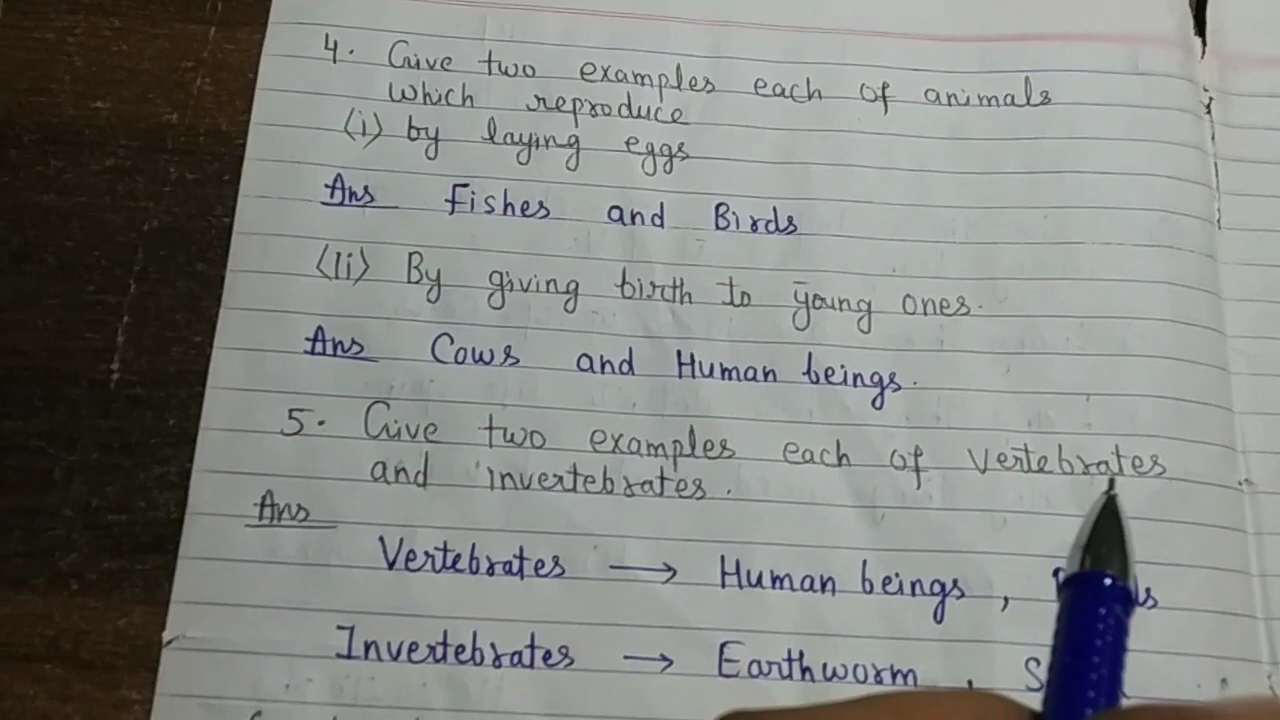 4. Give two examples each of animals
which reproduce
(i) by laying eggs
Ans Fishes and Birds
(ii) By giving birth to young ones.
Ans Cows and Human beings.
5. Give two examples each of vertebrates
and invertebrates.
Ans
Vertebrates → Human beings,
Invertebrates → Earthworm,